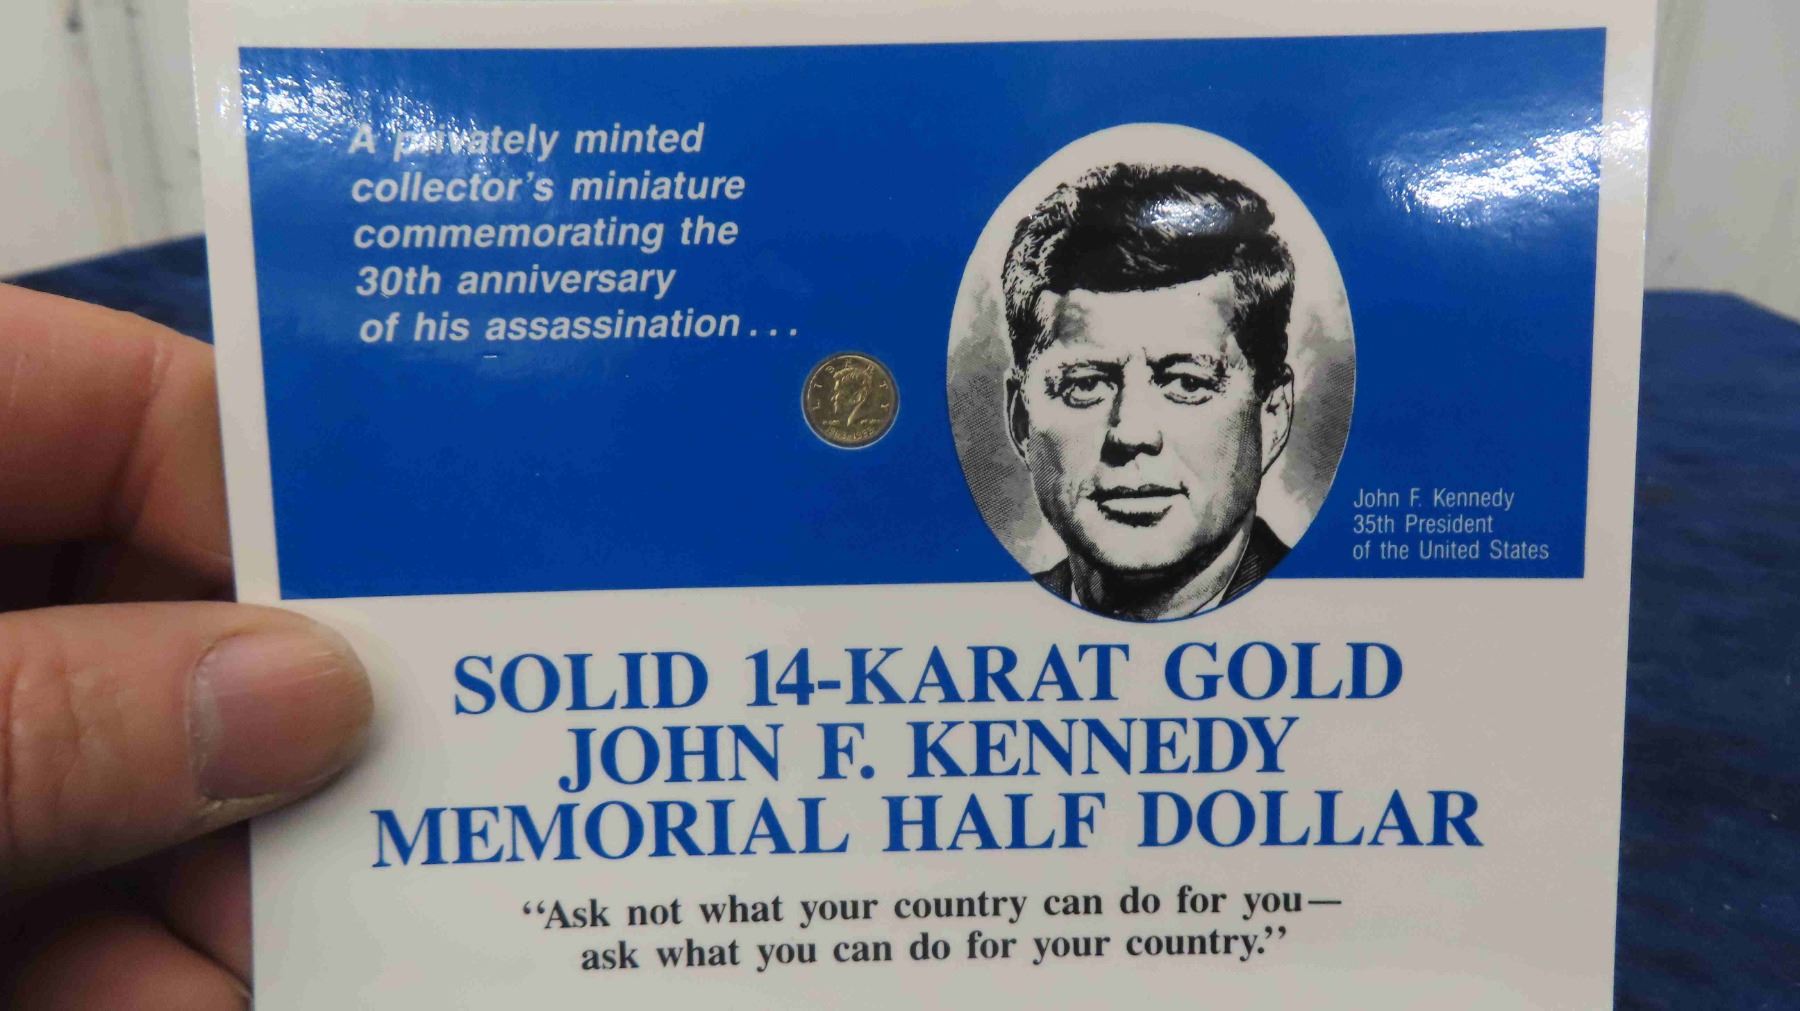 A privately minted
collector's miniature
commemorating the
30th anniversary
of his assassination...
John F. Kennedy
35th President
of the United States
SOLID 14-KARAT GOLD
JOHN F. KENNEDY
MEMORIAL HALF DOLLAR
“Ask not what your country can do for you—
ask what you can do for your country.”